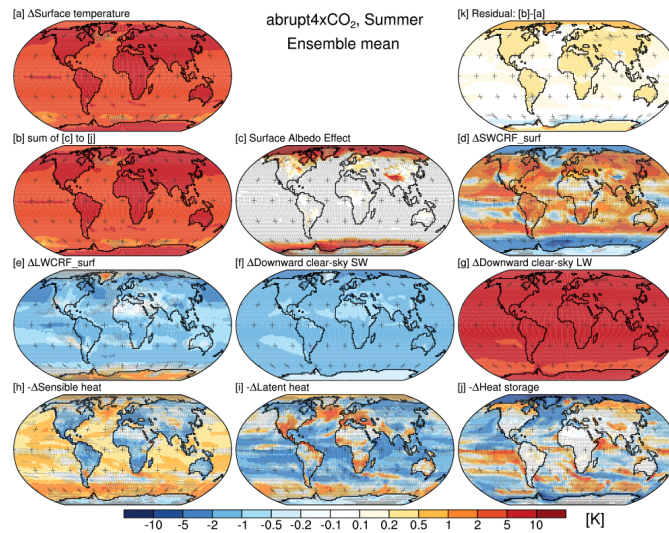 [a] ΔSurface temperature
abrupt4xCO₂, Summer
Ensemble mean
[k] Residual: [b]-[a]
[b] sum of [c] to [j]
[c] Surface Albedo Effect
[d] ΔSWCRF_surf
[e] ΔLWCRF_surf
[f] ΔDownward clear-sky SW
[g] ΔDownward clear-sky LW
[h] -ΔSensible heat
[i] -ΔLatent heat
[j] -ΔHeat storage
-10 -5 -2 -1 -0.5 -0.2 -0.1 0.1 0.2 0.5 1 2 5 10 [K]